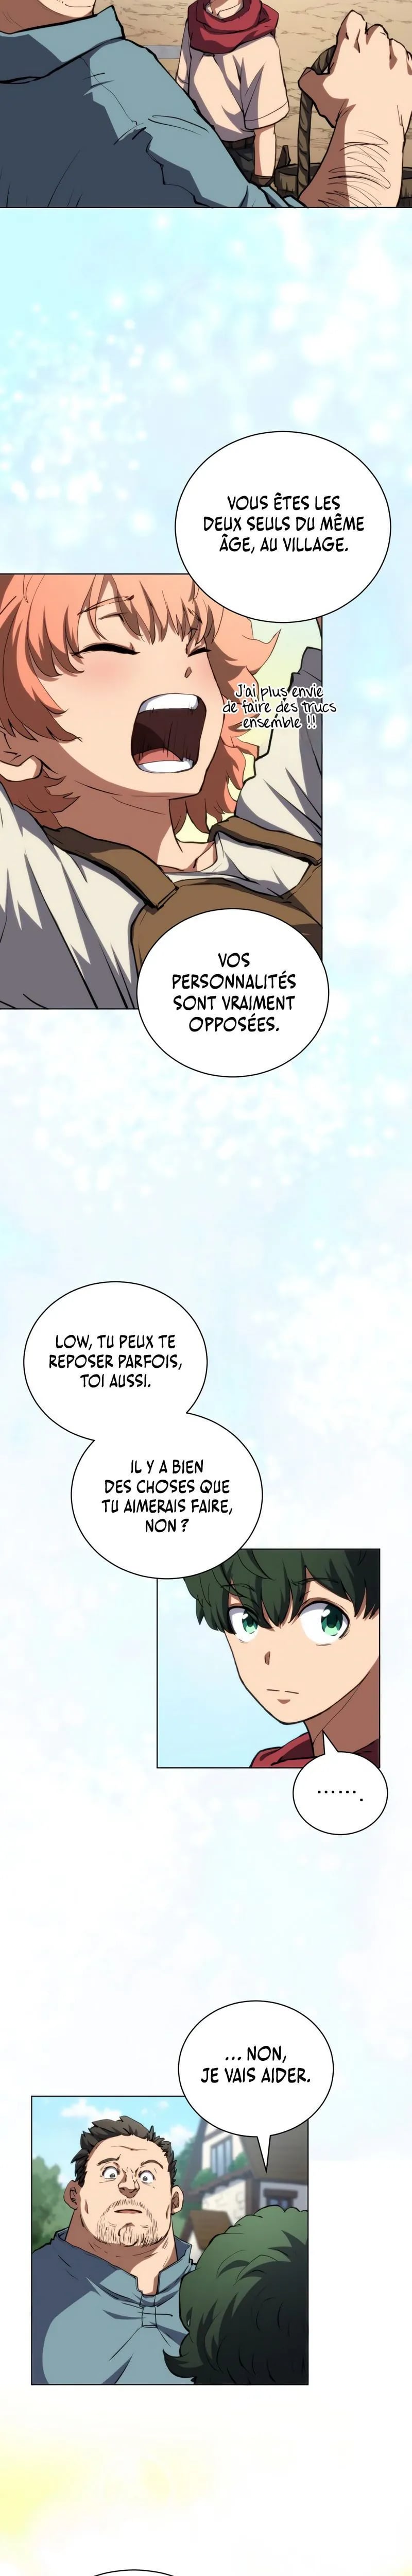 VOUS ÊTES LES
DEUX SEULS DU MÊME
ÂGE, AU VILLAGE.
J'ai plus envie
de faire des trucs
ensemble !!
VOS
PERSONNALITÉS
SONT VRAIMENT
OPPOSÉES.
LOW, TU PEUX TE
REPOSER PARFOIS,
TOI AUSSI.
IL Y A BIEN
DES CHOSES QUE
TU AIMERAIS FAIRE,
NON ?
.......
... NON,
JE VAIS AIDER.